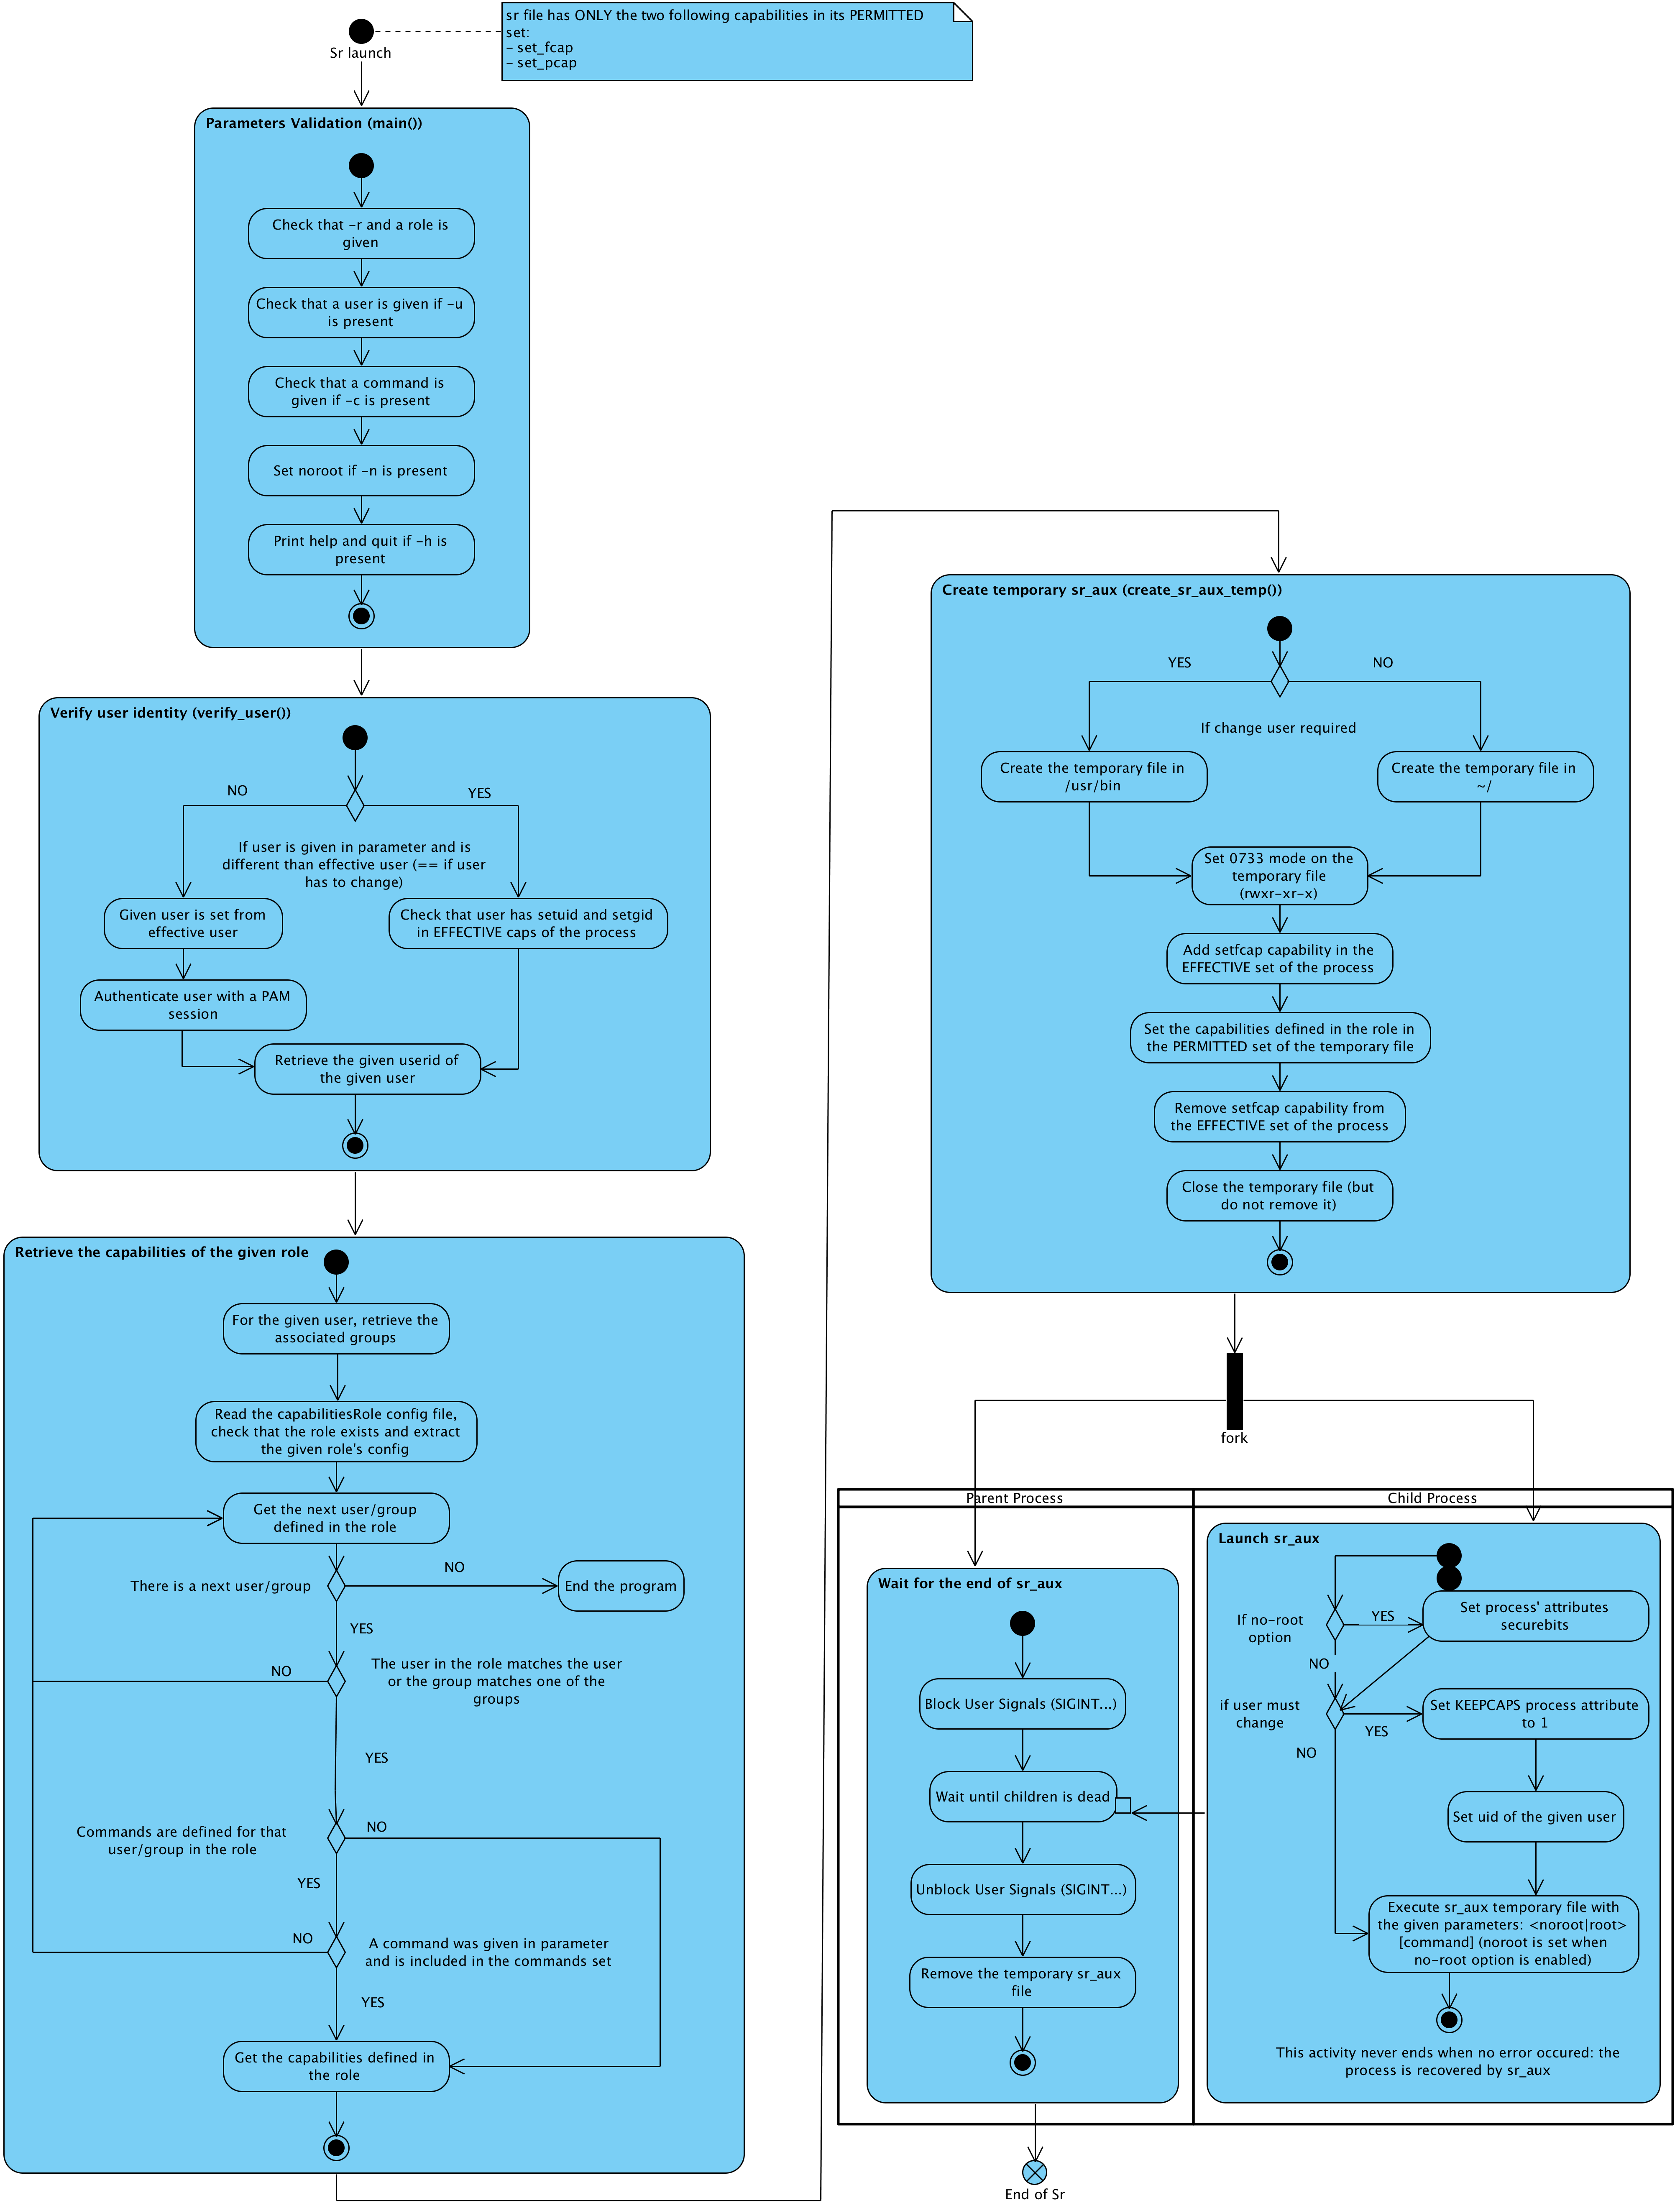 sr file has ONLY the two following capabilities in its PERMITTED
set:
- set_fcap
- set_pcap
Sr launch
Parameters Validation (main())
Check that -r and a role is
given
Check that a user is given if -u
is present
Check that a command is
given if -c is present
Set noroot if -n is present
Print help and quit if -h is
present
Verify user identity (verify_user())
NO
YES
If user is given in parameter and is
different than effective user (== if user
has to change)
Given user is set from
effective user
Check that user has setuid and setgid
in EFFECTIVE caps of the process
Authenticate user with a PAM
session
Retrieve the given userid of
the given user
Retrieve the capabilities of the given role
For the given user, retrieve the
associated groups
Read the capabilitiesRole config file,
check that the role exists and extract
the given role's config
Get the next user/group
defined in the role
There is a next user/group
NO
End the program
YES
NO
The user in the role matches the user
or the group matches one of the
groups
YES
Commands are defined for that
user/group in the role
NO
YES
NO
A command was given in parameter
and is included in the commands set
YES
Get the capabilities defined in
the role
Create temporary sr_aux (create_sr_aux_temp())
YES
NO
If change user required
Create the temporary file in
/usr/bin
Create the temporary file in
~/
Set 0733 mode on the
temporary file
(rwxr-xr-x)
Add setfcap capability in the
EFFECTIVE set of the process
Set the capabilities defined in the role in
the PERMITTED set of the temporary file
Remove setfcap capability from
the EFFECTIVE set of the process
Close the temporary file (but
do not remove it)
fork
Parent Process
Child Process
Wait for the end of sr_aux
Block User Signals (SIGINT...)
Wait until children is dead
Unblock User Signals (SIGINT...)
Remove the temporary sr_aux
file
End of Sr
Launch sr_aux
If no-root
option
YES
Set process' attributes
securebits
NO
if user must
change
YES
Set KEEPCAPS process attribute
to 1
NO
Set uid of the given user
Execute sr_aux temporary file with
the given parameters: <noroot|root>
[command] (noroot is set when
no-root option is enabled)
This activity never ends when no error occured: the
process is recovered by sr_aux